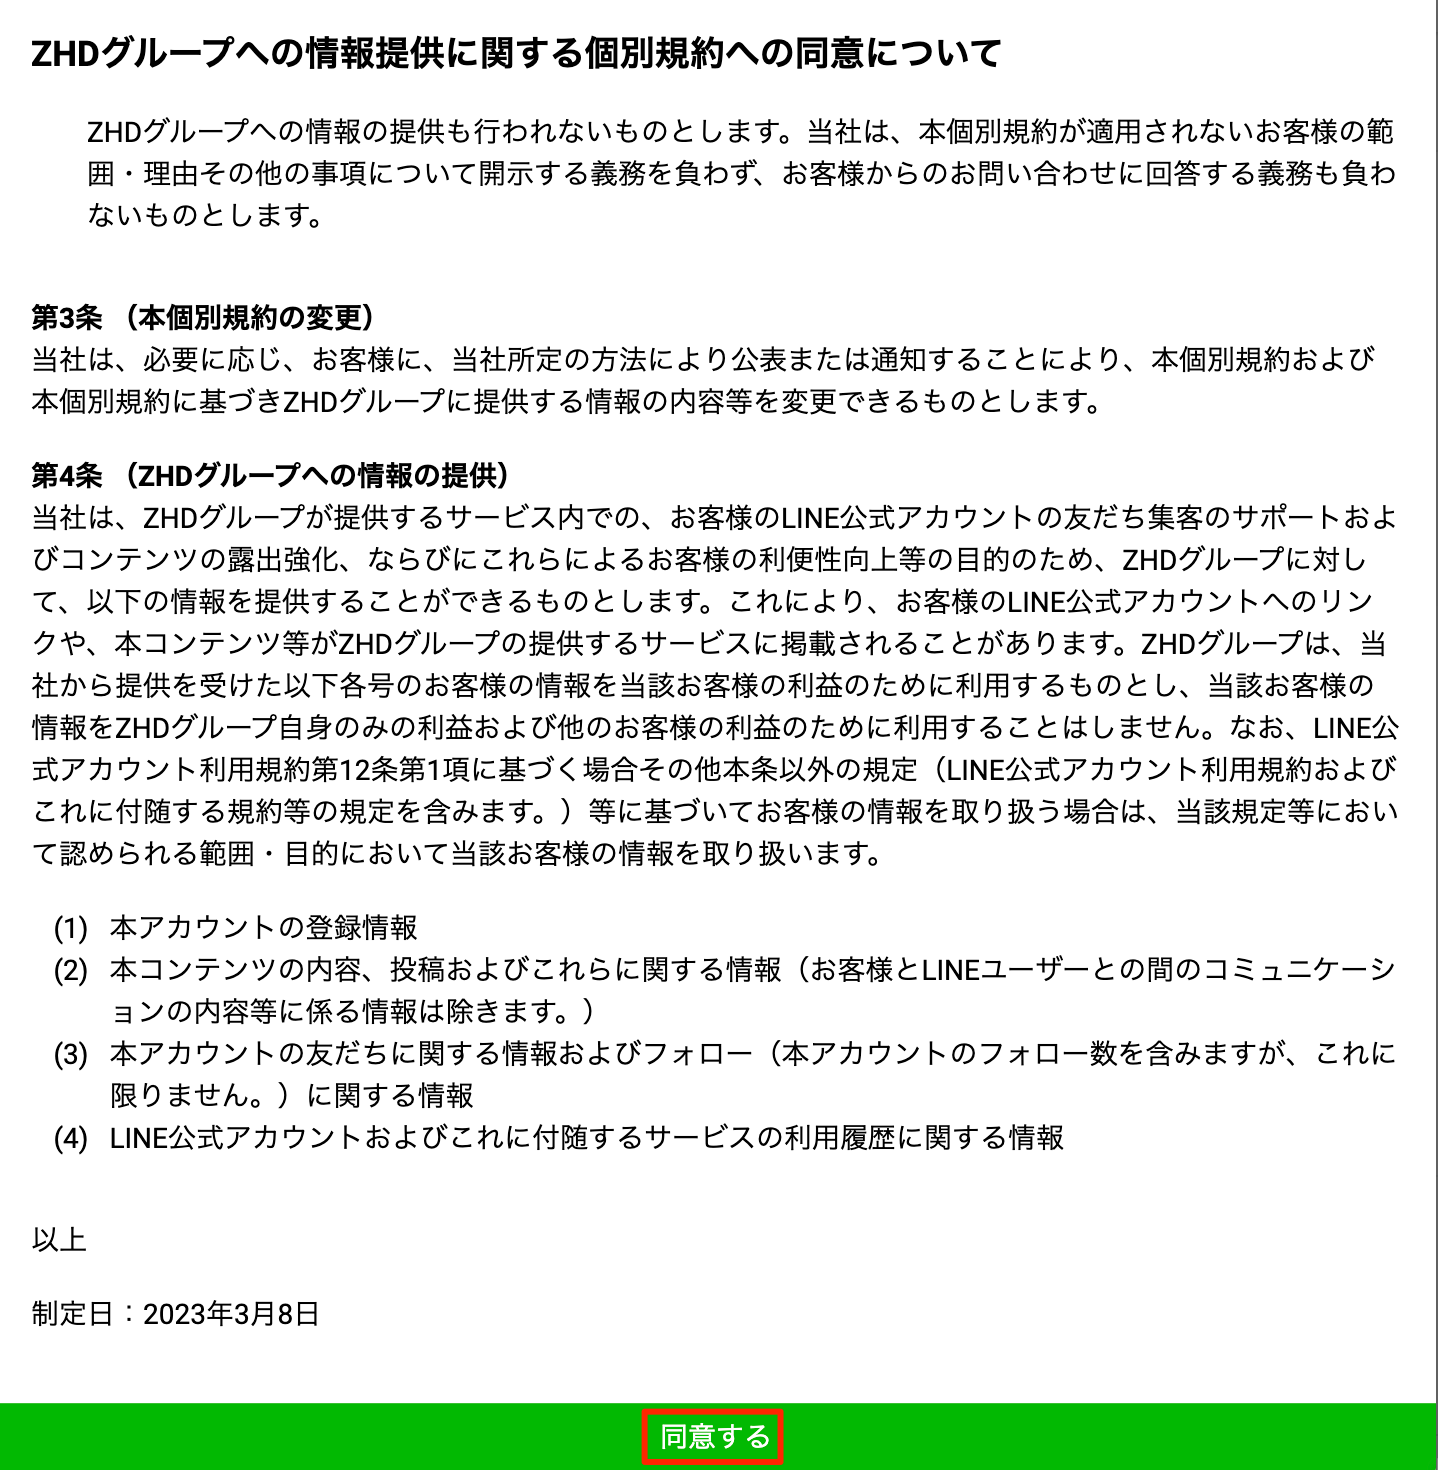 ZHDグループへの情報提供に関する個別規約への同意について
ZHDグループへの情報の提供も行われないものとします。当社は、本個別規約が適用されないお客様の範
囲・理由その他の事項について開示する義務を負わず、お客様からのお問い合わせに回答する義務も負わ
ないものとします。
第3条 （本個別規約の変更）
当社は、必要に応じ、お客様に、当社所定の方法により公表または通知することにより、本個別規約および
本個別規約に基づきZHDグループに提供する情報の内容等を変更できるものとします。
第4条 （ZHDグループへの情報の提供）
当社は、ZHDグループが提供するサービス内での、お客様のLINE公式アカウントの友だち集客のサポートおよ
びコンテンツの露出強化、ならびにこれらによるお客様の利便性向上等の目的のため、ZHDグループに対し
て、以下の情報を提供することができるものとします。これにより、お客様のLINE公式アカウントへのリン
クや、本コンテンツ等がZHDグループの提供するサービスに掲載されることがあります。ZHDグループは、当
社から提供を受けた以下各号のお客様の情報を当該お客様の利益のために利用するものとし、当該お客様の
情報をZHDグループ自身のみの利益および他のお客様の利益のために利用することはしません。なお、LINE公
式アカウント利用規約第12条第1項に基づく場合その他本条以外の規定（LINE公式アカウント利用規約および
これに付随する規約等の規定を含みます。）等に基づいてお客様の情報を取り扱う場合は、当該規定等におい
て認められる範囲・目的において当該お客様の情報を取り扱います。
(1) 本アカウントの登録情報
(2) 本コンテンツの内容、投稿およびこれらに関する情報（お客様とLINEユーザーとの間のコミュニケーシ
ョンの内容等に係る情報は除きます。）
(3) 本アカウントの友だちに関する情報およびフォロー（本アカウントのフォロー数を含みますが、これに
限りません。）に関する情報
(4) LINE公式アカウントおよびこれに付随するサービスの利用履歴に関する情報
以上
制定日：2023年3月8日
同意する